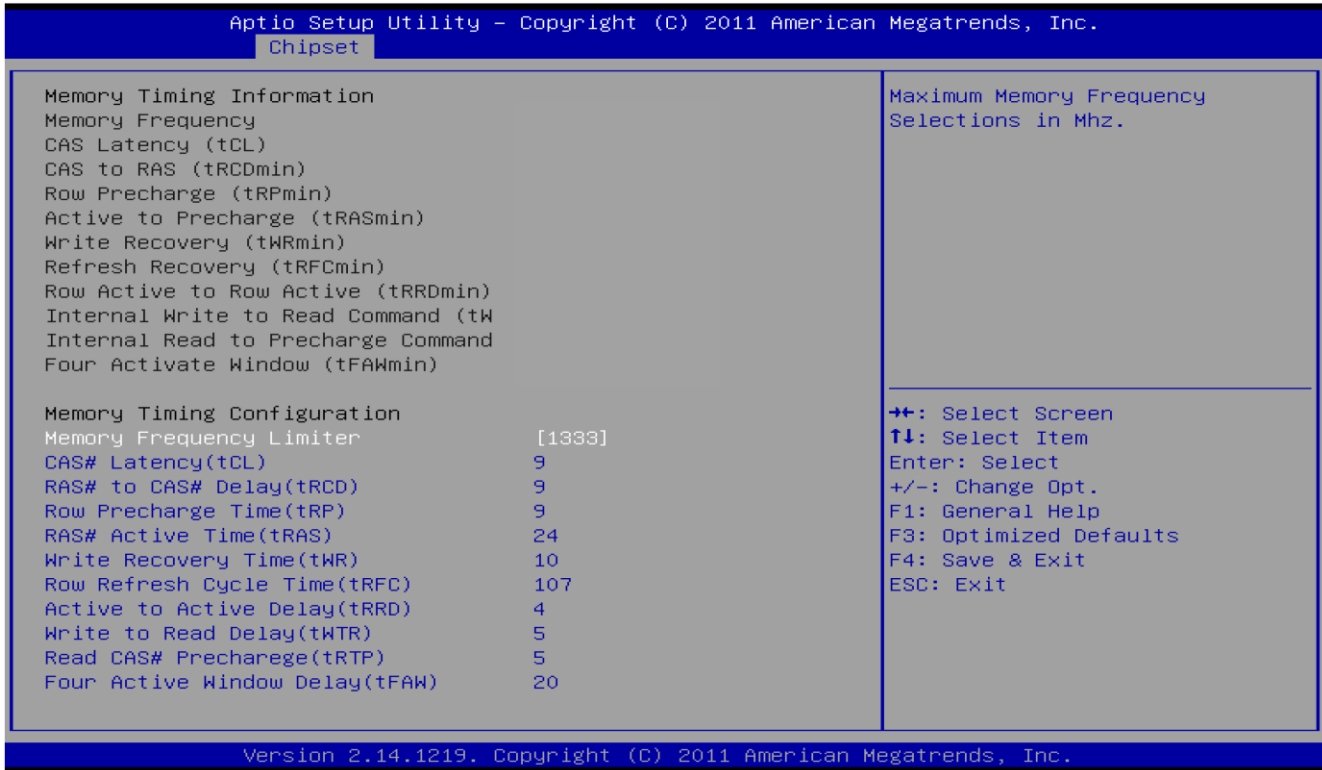 Aptio Setup Utility – Copyright (C) 2011 American Megatrends, Inc.
Chipset
Memory Timing Information
Memory Frequency
CAS Latency (tCL)
CAS to RAS (tRCDmin)
Row Precharge (tRPmin)
Active to Precharge (tRASmin)
Write Recovery (tWRmin)
Refresh Recovery (tRFCmin)
Row Active to Row Active (tRRDmin)
Internal Write to Read Command (tW
Internal Read to Precharge Command
Four Activate Window (tFAWmin)
Memory Timing Configuration
Memory Frequency Limiter [1333]
CAS# Latency(tCL) 9
RAS# to CAS# Delay(tRCD) 9
Row Precharge Time(tRP) 9
RAS# Active Time(tRAS) 24
Write Recovery Time(tWR) 10
Row Refresh Cycle Time(tRFC) 107
Active to Active Delay(tRRD) 4
Write to Read Delay(tWTR) 5
Read CAS# Precharege(tRTP) 5
Four Active Window Delay(tFAW) 20
Maximum Memory Frequency
Selections in Mhz.
→←: Select Screen
↑↓: Select Item
Enter: Select
+/-: Change Opt.
F1: General Help
F3: Optimized Defaults
F4: Save & Exit
ESC: Exit
Version 2.14.1219. Copyright (C) 2011 American Megatrends, Inc.